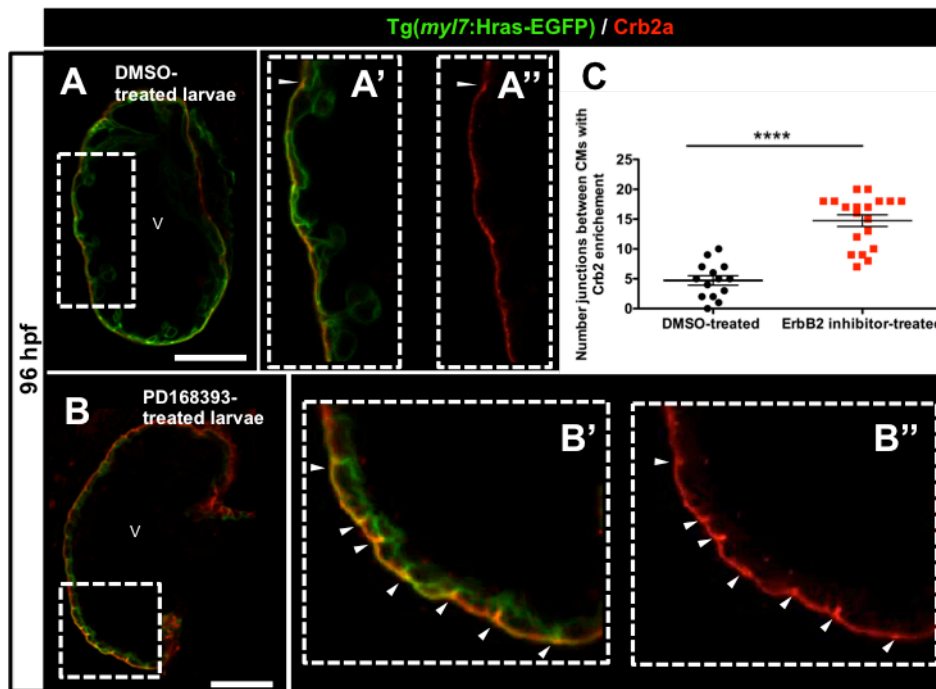 Tg(myl7:Hras-EGFP) / Crb2a
96 hpf
A
DMSO-
treated larvae
V
A’
A’’
C
****
Number junctions between CMs with
Crb2 enrichement
25
20
15
10
5
0
DMSO-treated
ErbB2 inhibitor-treated
B
PD168393-
treated larvae
V
B’
B’’